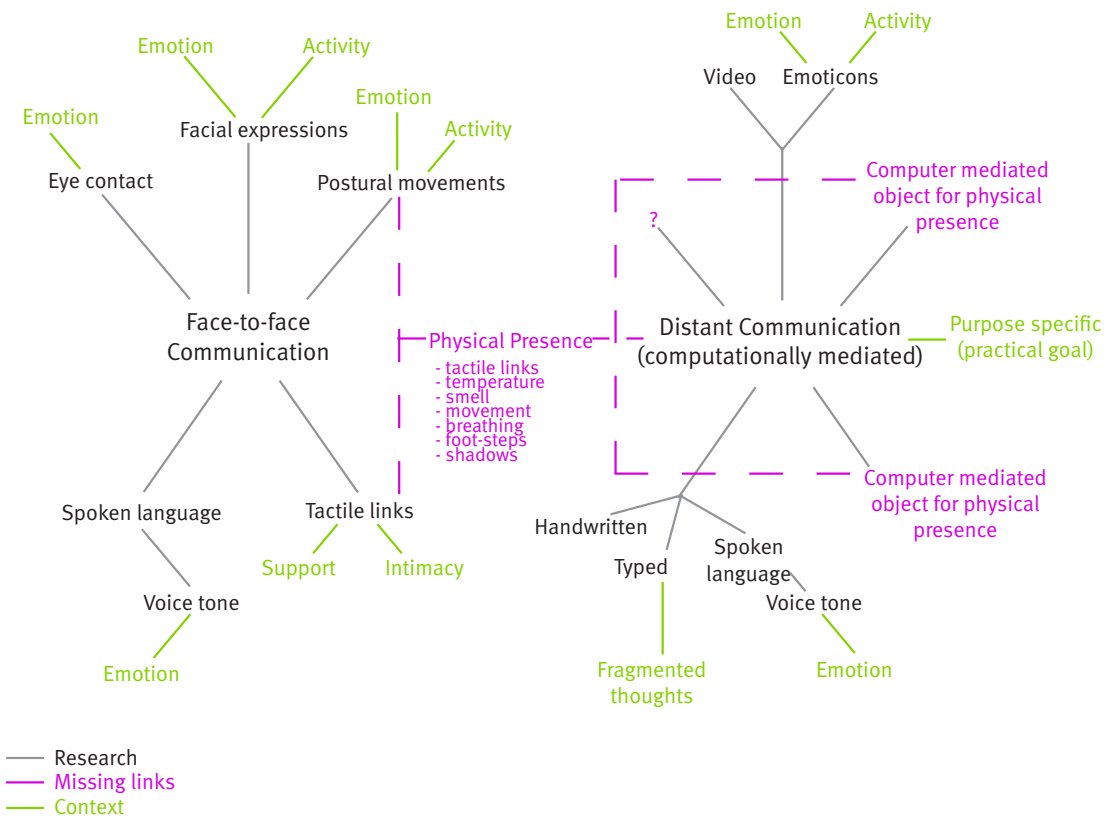 Emotion
Activity
Facial expressions
Emotion
Eye contact
Emotion
Activity
Postural movements
Face-to-face
Communication
Spoken language
Voice tone
Emotion
Tactile links
Support
Intimacy
Physical Presence
- tactile links
- temperature
- smell
- movement
- breathing
- foot-steps
- shadows
Emotion
Activity
Video
Emoticons
?
Computer mediated
object for physical
presence
Distant Communication
(computationally mediated)
Purpose specific
(practical goal)
Computer mediated
object for physical
presence
Handwritten
Typed
Spoken
language
Voice tone
Fragmented
thoughts
Emotion
Research
Missing links
Context